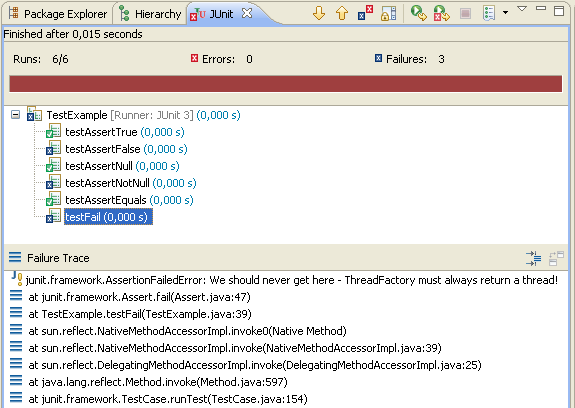 Package Explorer Hierarchy JUnit
Finished after 0,015 seconds
Runs: 6/6 Errors: 0 Failures: 3
TestExample [Runner: JUnit 3] (0,000 s)
testAssertTrue (0,000 s)
testAssertFalse (0,000 s)
testAssertNull (0,000 s)
testAssertNotNull (0,000 s)
testAssertEquals (0,000 s)
testFail (0,000 s)
Failure Trace
junit.framework.AssertionFailedError: We should never get here - ThreadFactory must always return a thread!
at junit.framework.Assert.fail(Assert.java:47)
at TestExample.testFail(TestExample.java:39)
at sun.reflect.NativeMethodAccessorImpl.invoke0(Native Method)
at sun.reflect.NativeMethodAccessorImpl.invoke(NativeMethodAccessorImpl.java:39)
at sun.reflect.DelegatingMethodAccessorImpl.invoke(DelegatingMethodAccessorImpl.java:25)
at java.lang.reflect.Method.invoke(Method.java:597)
at junit.framework.TestCase.runTest(TestCase.java:154)